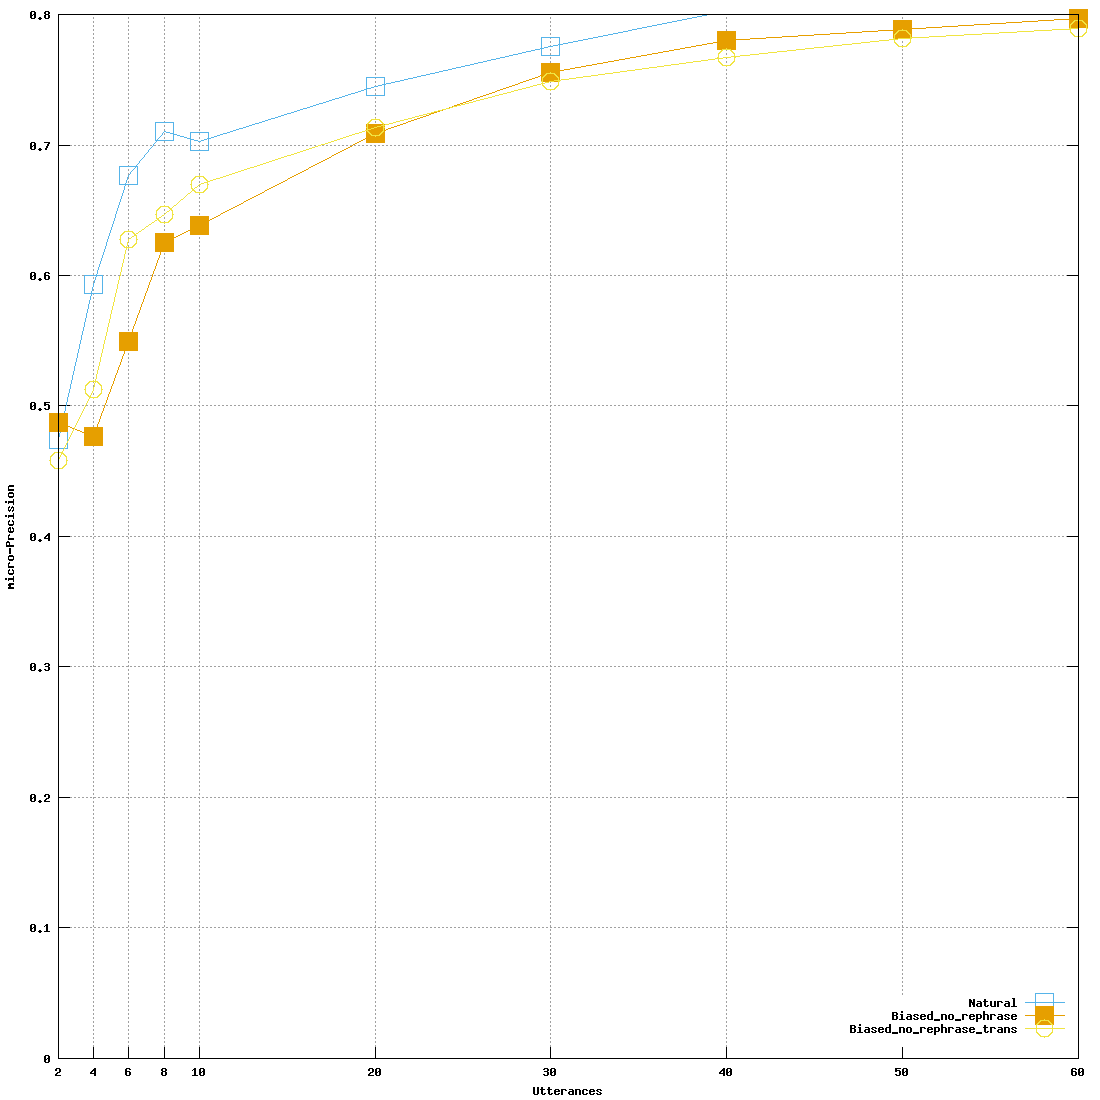 0.8
0.7
0.6
0.5
0.4
0.3
0.2
0.1
0
micro-Precision
2 4 6 8 10 20 30 40 50 60
Utterances
Natural
Biased_no_rephrase
Biased_no_rephrase_trans